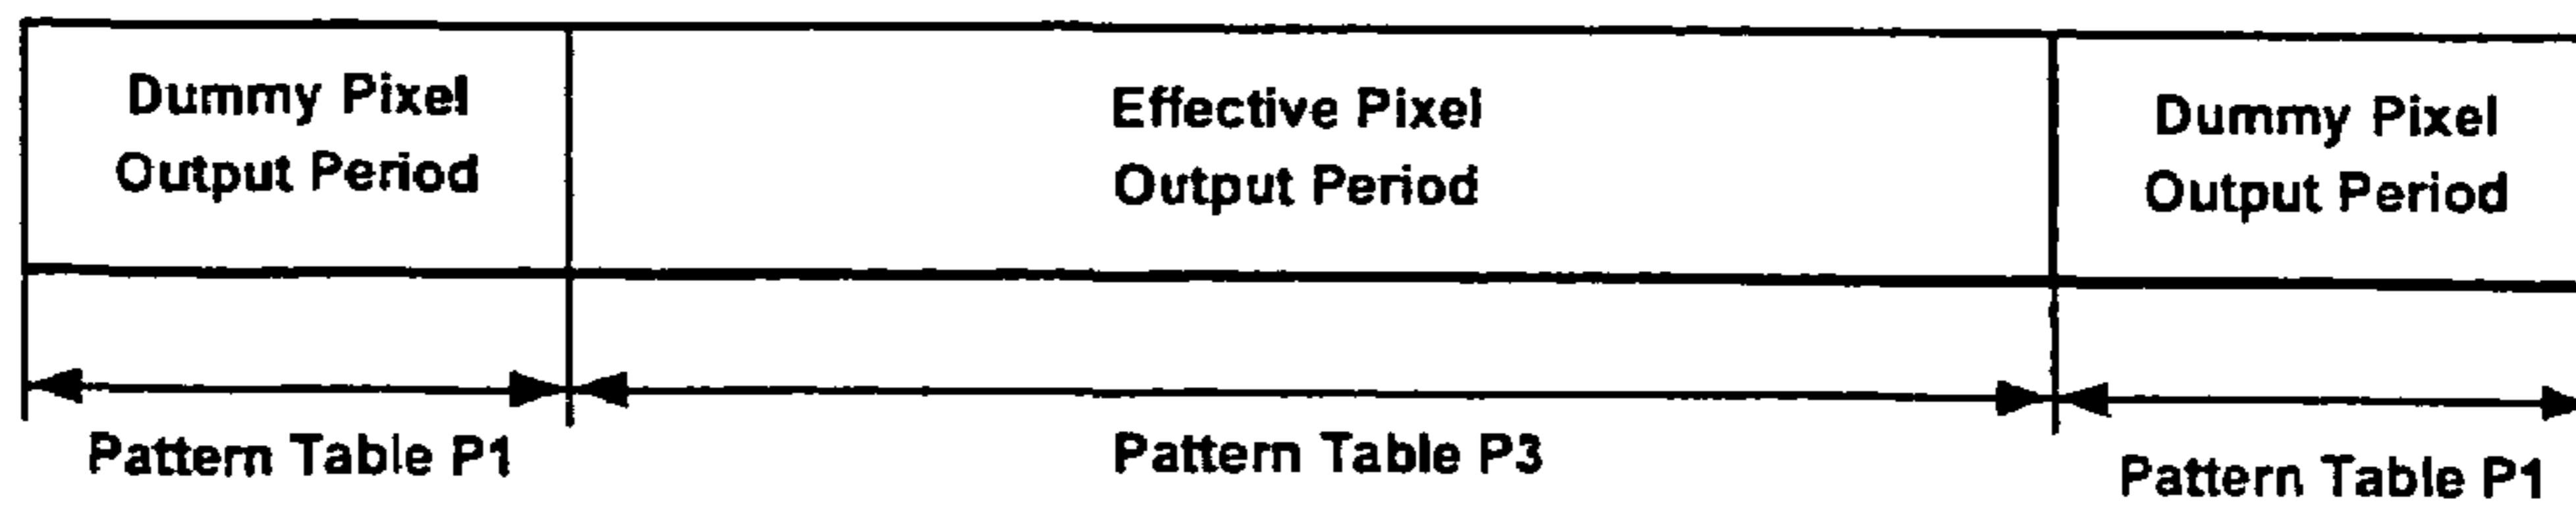 Dummy Pixel
Output Period
Effective Pixel
Output Period
Dummy Pixel
Output Period
Pattern Table P1
Pattern Table P3
Pattern Table P1